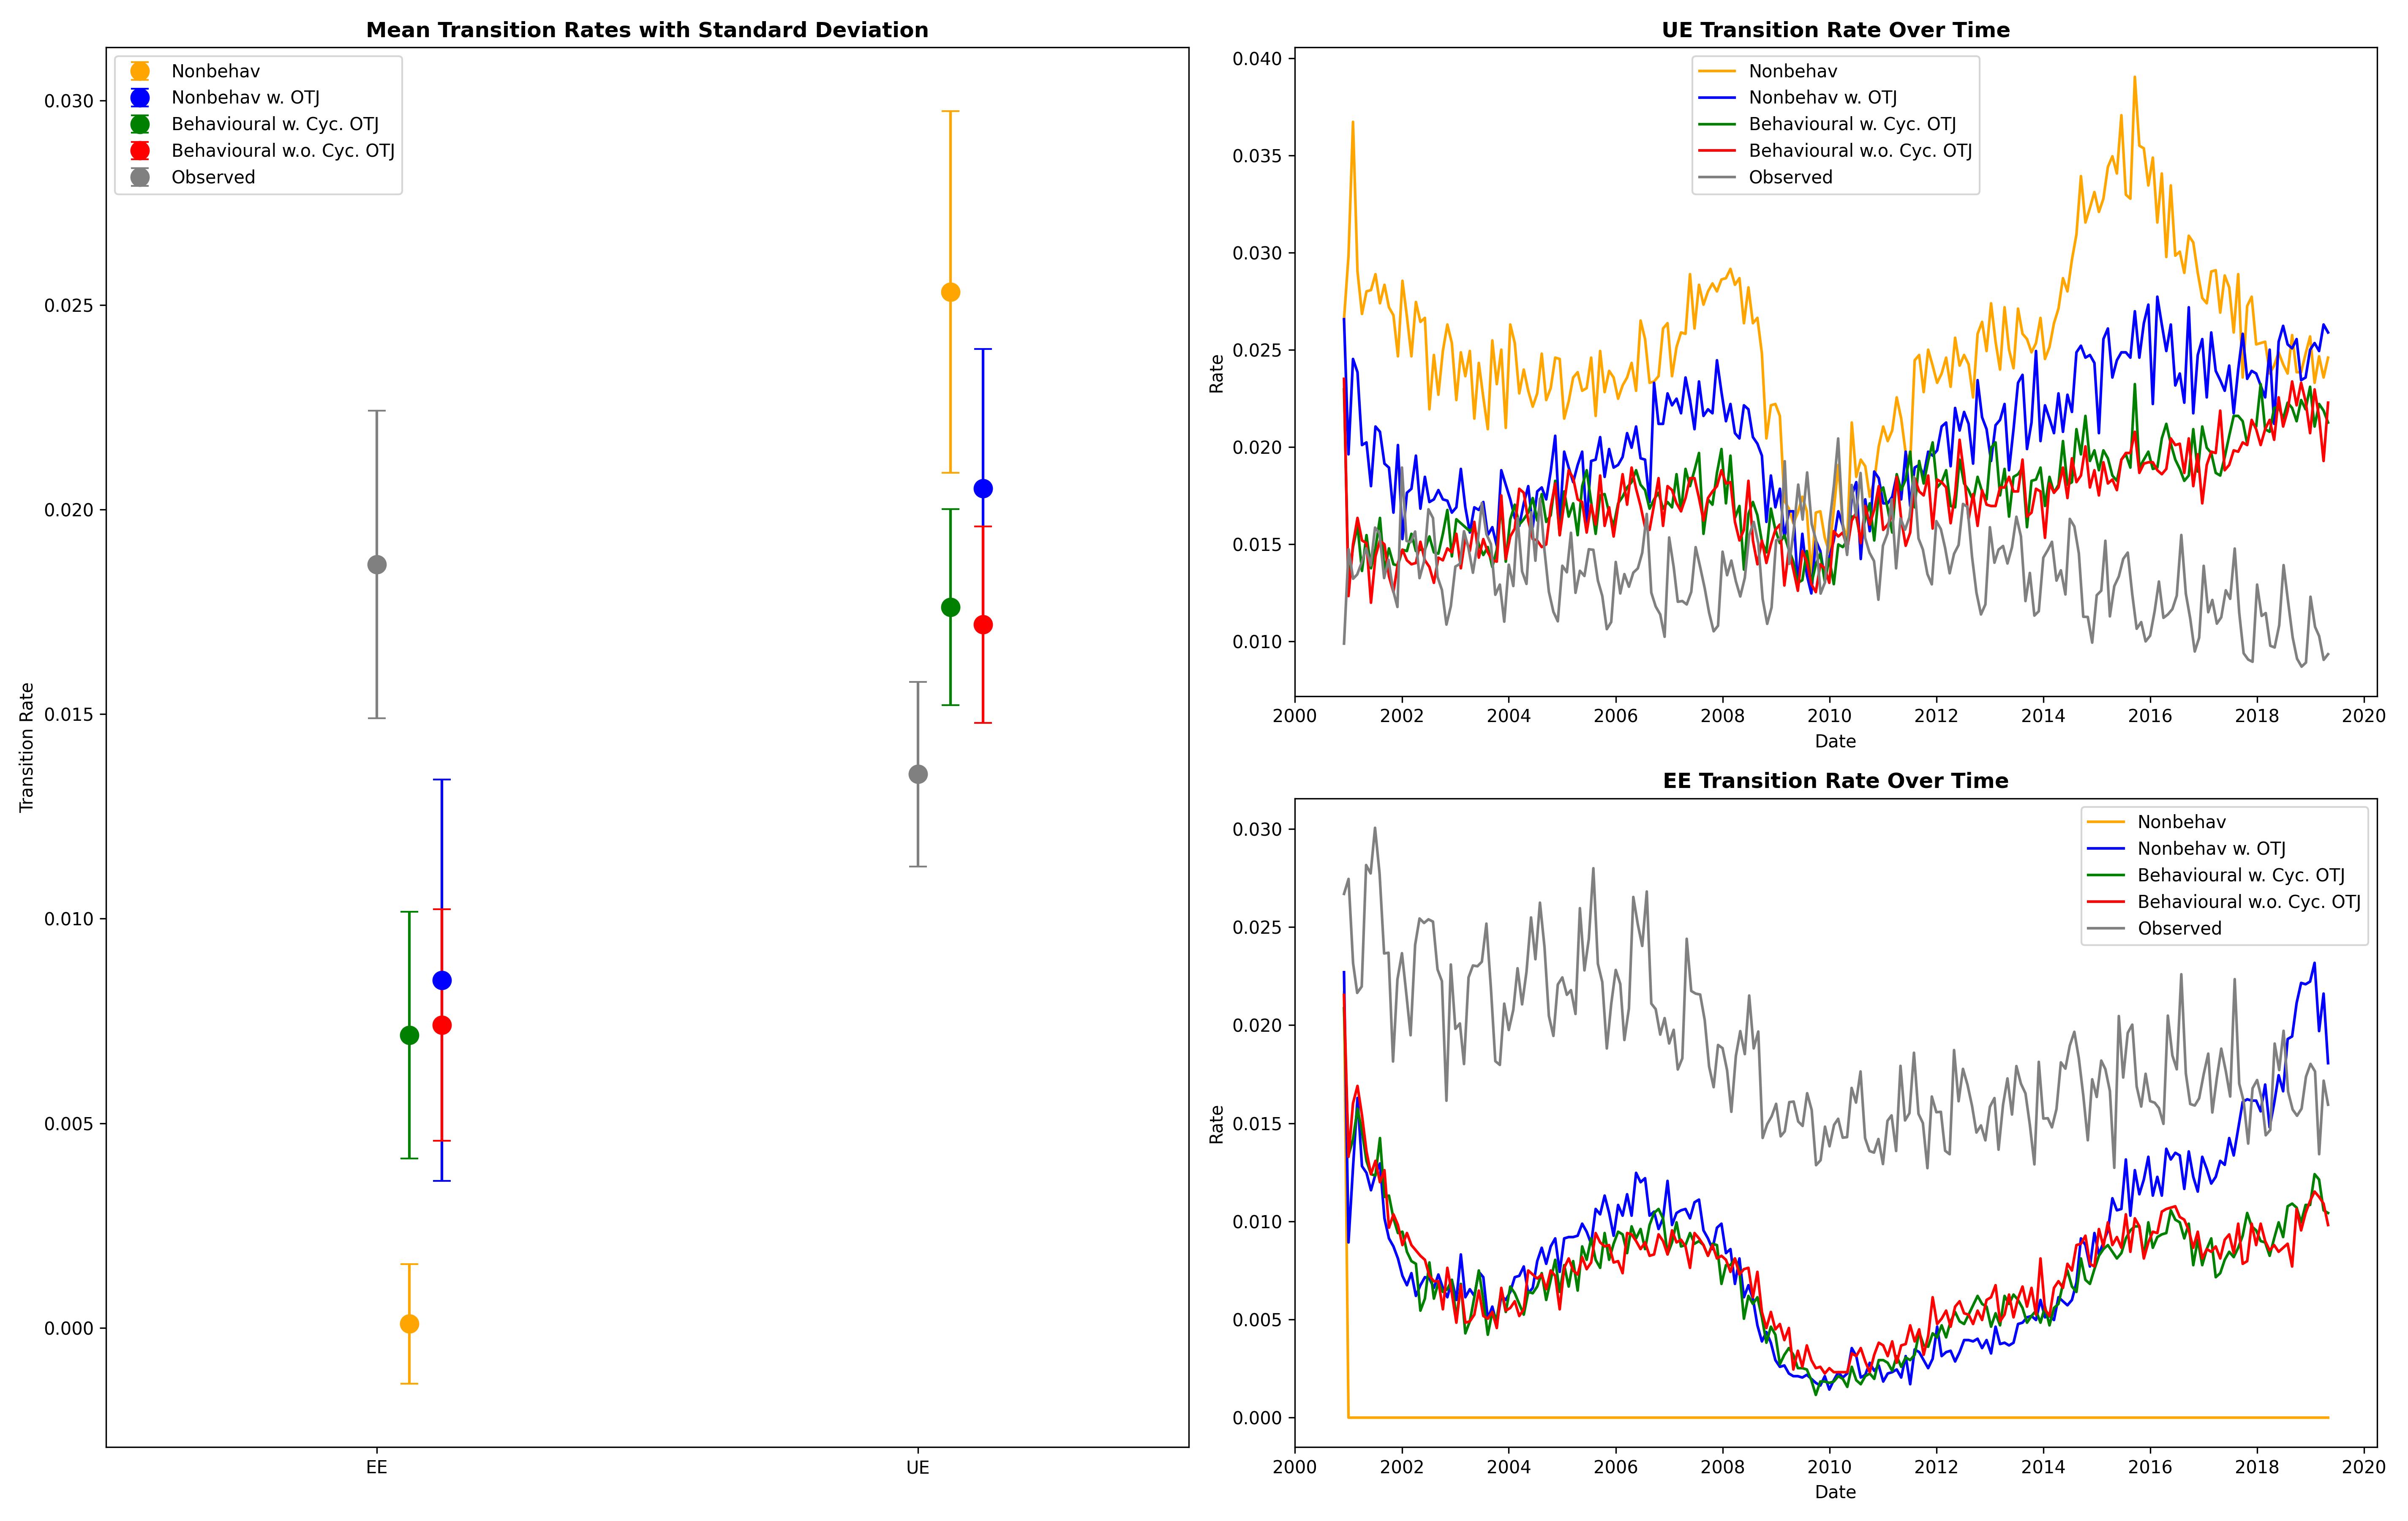 Mean Transition Rates with Standard Deviation
Nonbehav
Nonbehav w. OTJ
Behavioural w. Cyc. OTJ
Behavioural w.o. Cyc. OTJ
Observed
Transition Rate
0.030
0.025
0.020
0.015
0.010
0.005
0.000
EE
UE
UE Transition Rate Over Time
Nonbehav
Nonbehav w. OTJ
Behavioural w. Cyc. OTJ
Behavioural w.o. Cyc. OTJ
Observed
Rate
0.040
0.035
0.030
0.025
0.020
0.015
0.010
2000 2002 2004 2006 2008 2010 2012 2014 2016 2018 2020
Date
EE Transition Rate Over Time
Nonbehav
Nonbehav w. OTJ
Behavioural w. Cyc. OTJ
Behavioural w.o. Cyc. OTJ
Observed
Rate
0.030
0.025
0.020
0.015
0.010
0.005
0.000
2000 2002 2004 2006 2008 2010 2012 2014 2016 2018 2020
Date